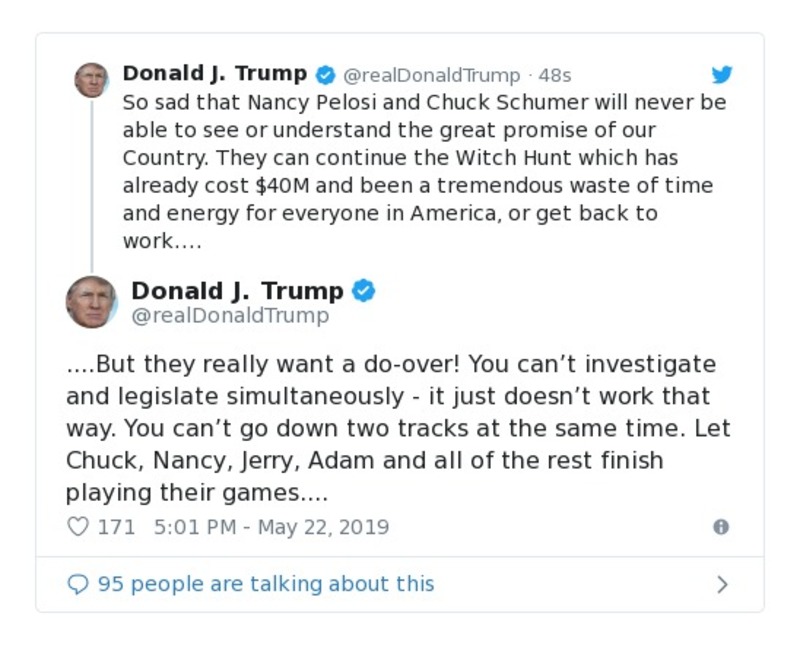 Donald J. Trump @realDonaldTrump · 48s
So sad that Nancy Pelosi and Chuck Schumer will never be
able to see or understand the great promise of our
Country. They can continue the Witch Hunt which has
already cost $40M and been a tremendous waste of time
and energy for everyone in America, or get back to
work....
Donald J. Trump
@realDonaldTrump
....But they really want a do-over! You can’t investigate
and legislate simultaneously - it just doesn’t work that
way. You can’t go down two tracks at the same time. Let
Chuck, Nancy, Jerry, Adam and all of the rest finish
playing their games....
171 5:01 PM - May 22, 2019
95 people are talking about this